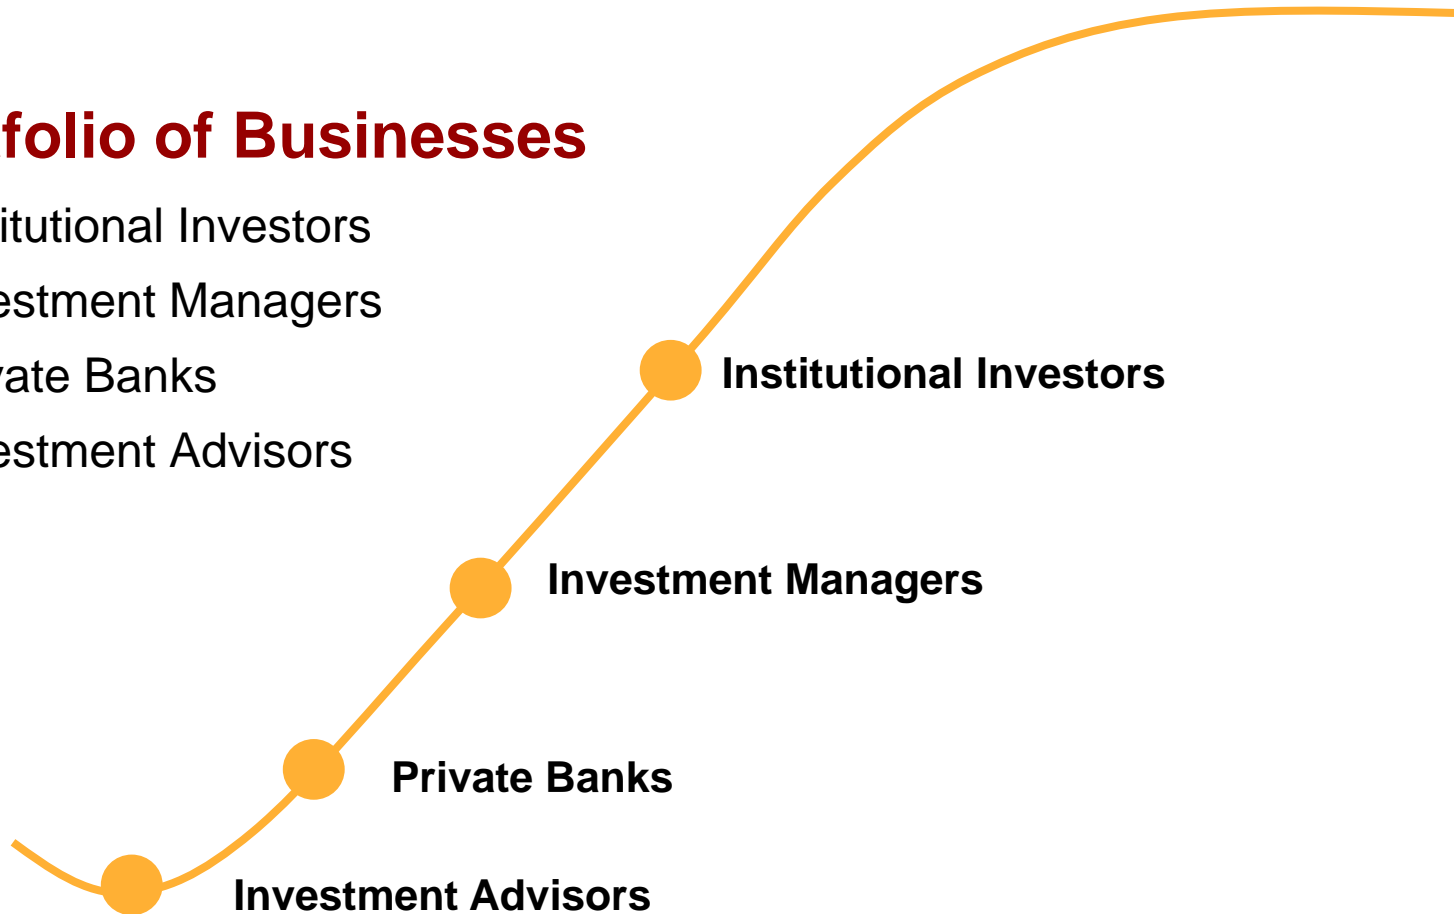 folio of Businesses
itutional Investors
estment Managers
vate Banks
estment Advisors
Institutional Investors
Investment Managers
Private Banks
Investment Advisors